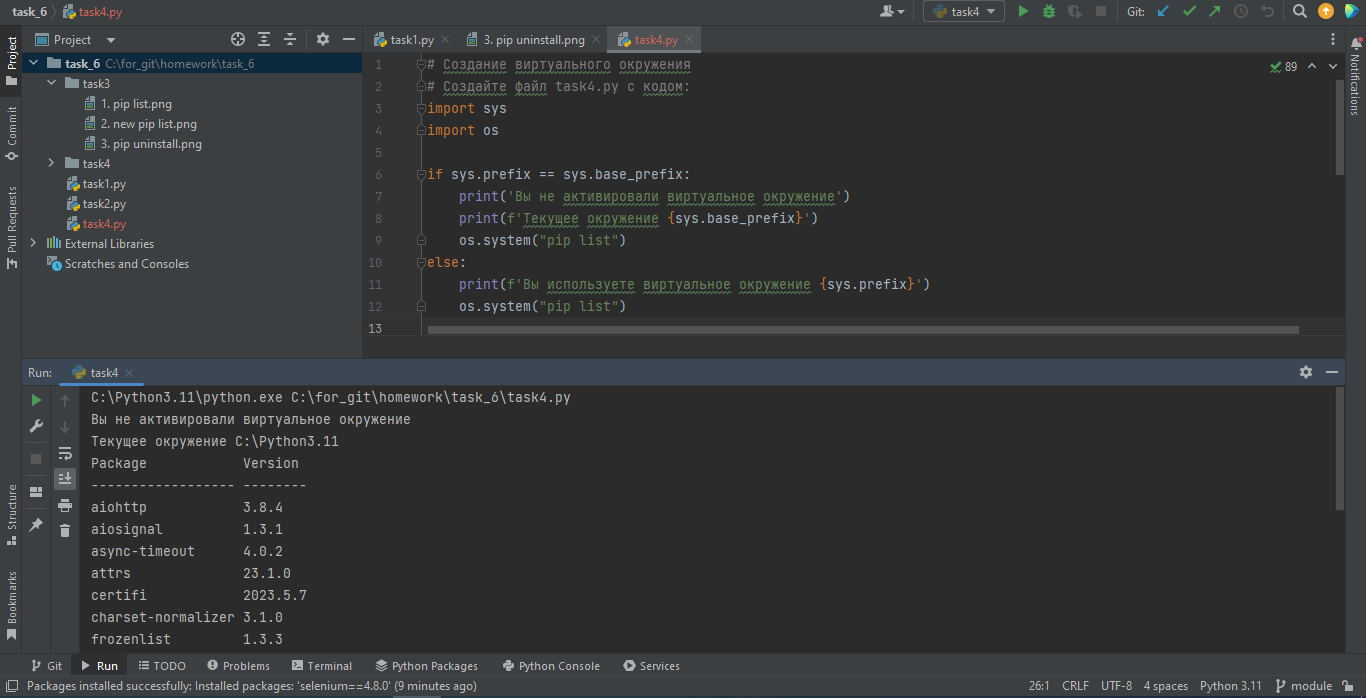 task_6 task4.py
task4
Git:
Project
task1.py
3. pip uninstall.png
task4.py
Project
Commit
Pull Requests
Structure
Bookmarks
Notifications
task_6 C:\for_git\homework\task_6
task3
1. pip list.png
2. new pip list.png
3. pip uninstall.png
task4
task1.py
task2.py
task4.py
External Libraries
Scratches and Consoles
89
1 # Создание виртуального окружения
2 # Создайте файл task4.py с кодом:
3 import sys
4 import os
5
6 if sys.prefix == sys.base_prefix:
7 print('Вы не активировали виртуальное окружение')
8 print(f'Текущее окружение {sys.base_prefix}')
9 os.system("pip list")
10 else:
11 print(f'Вы используете виртуальное окружение {sys.prefix}')
12 os.system("pip list")
13
Run: task4
C:\Python3.11\python.exe C:\for_git\homework\task_6\task4.py
Вы не активировали виртуальное окружение
Текущее окружение C:\Python3.11
Package Version
------------------ --------
aiohttp 3.8.4
aiosignal 1.3.1
async-timeout 4.0.2
attrs 23.1.0
certifi 2023.5.7
charset-normalizer 3.1.0
frozenlist 1.3.3
Git Run TODO Problems Terminal Python Packages Python Console Services
Packages installed successfully: Installed packages: 'selenium==4.8.0' (9 minutes ago)
26:1 CRLF UTF-8 4 spaces Python 3.11 module